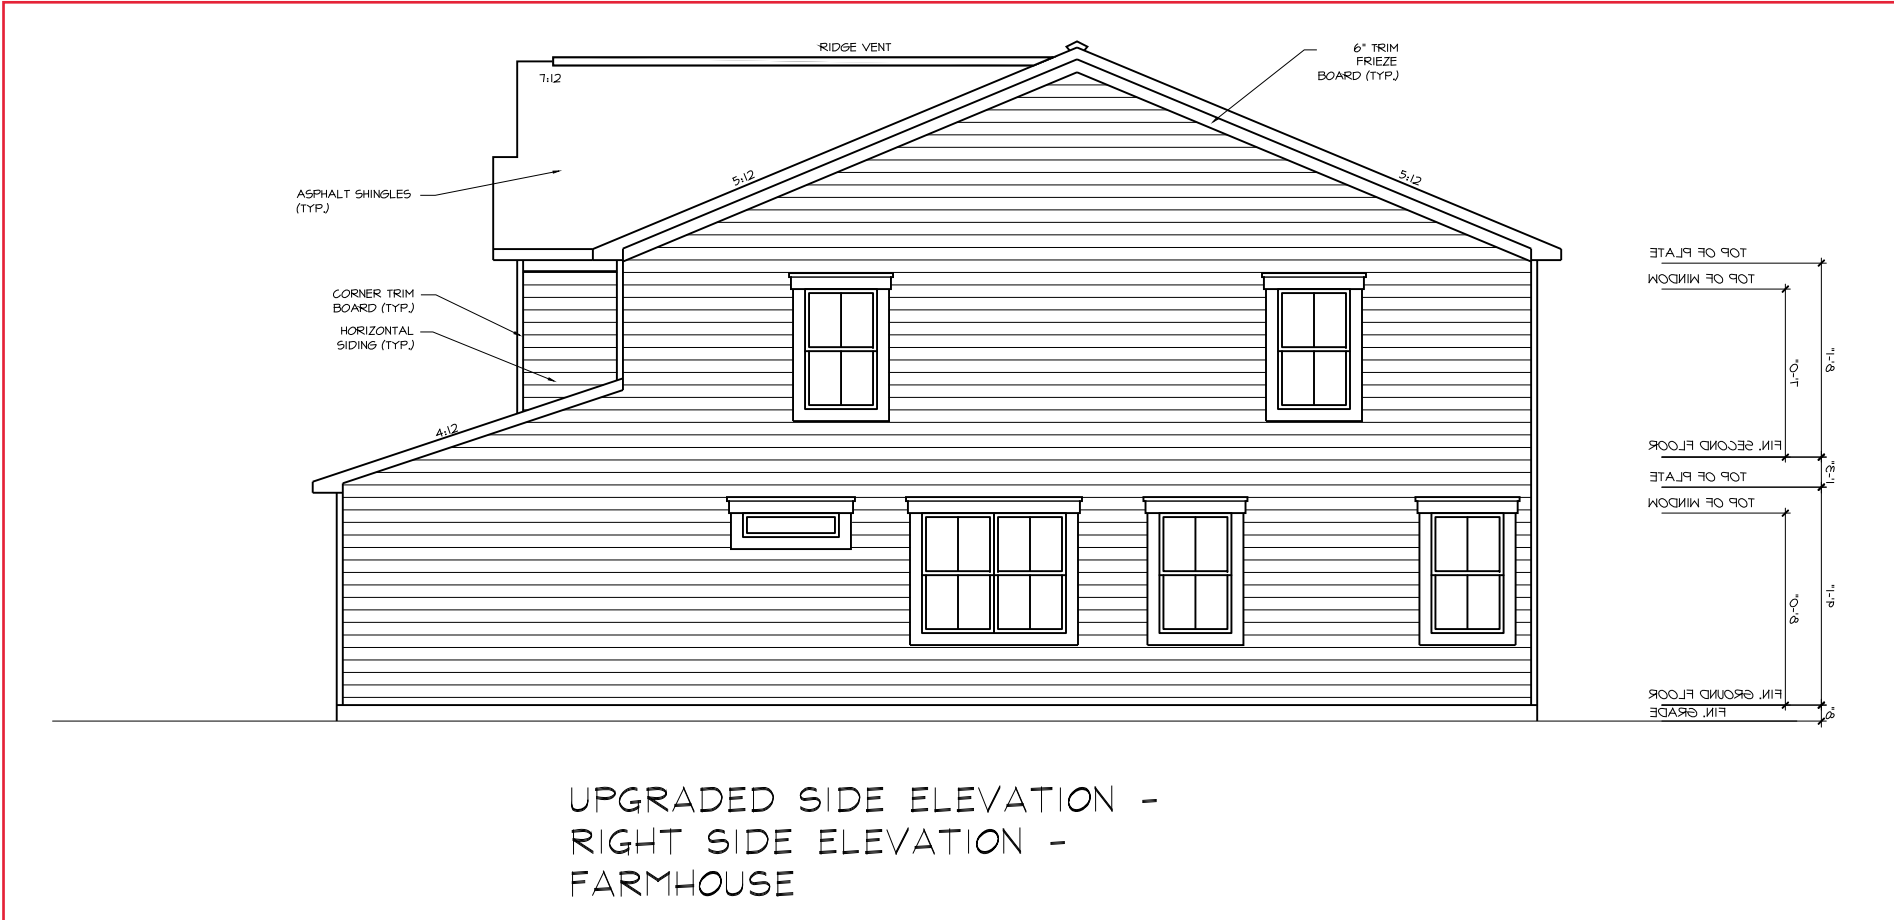 RIDGE VENT
7:12
6" TRIM
FRIEZE
BOARD (TYP.)
ASPHALT SHINGLES
(TYP.)
5:12
5:12
CORNER TRIM
BOARD (TYP.)
HORIZONTAL
SIDING (TYP.)
4:12
TOP OF PLATE
TOP OF WINDOW
8'-1"
7'-0"
FIN. SECOND FLOOR
1'-3"
TOP OF PLATE
TOP OF WINDOW
9'-1"
8'-0"
FIN. GROUND FLOOR
FIN. GRADE
8"
UPGRADED SIDE ELEVATION -
RIGHT SIDE ELEVATION -
FARMHOUSE